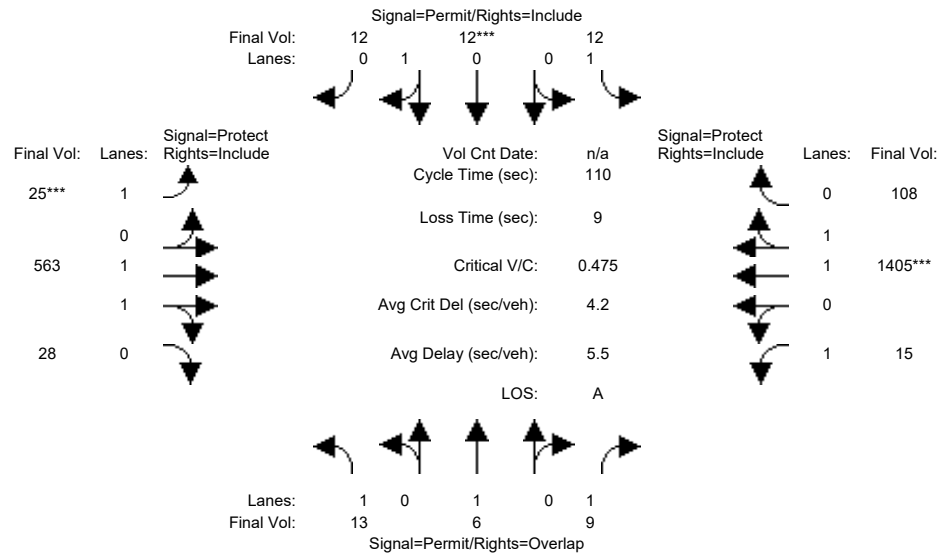 Signal=Permit/Rights=Include
Final Vol: 12 12*** 12
Lanes: 0 1 0 0 1
Signal=Protect Signal=Protect
Final Vol: Lanes: Rights=Include Vol Cnt Date: n/a Rights=Include Lanes: Final Vol:
Cycle Time (sec): 110
25*** 1 0 108
Loss Time (sec): 9
0 1
563 1 Critical V/C: 0.475 1 1405***
1 Avg Crit Del (sec/veh): 4.2 0
28 0 Avg Delay (sec/veh): 5.5 1 15
LOS: A
Lanes: 1 0 1 0 1
Final Vol: 13 6 9
Signal=Permit/Rights=Overlap